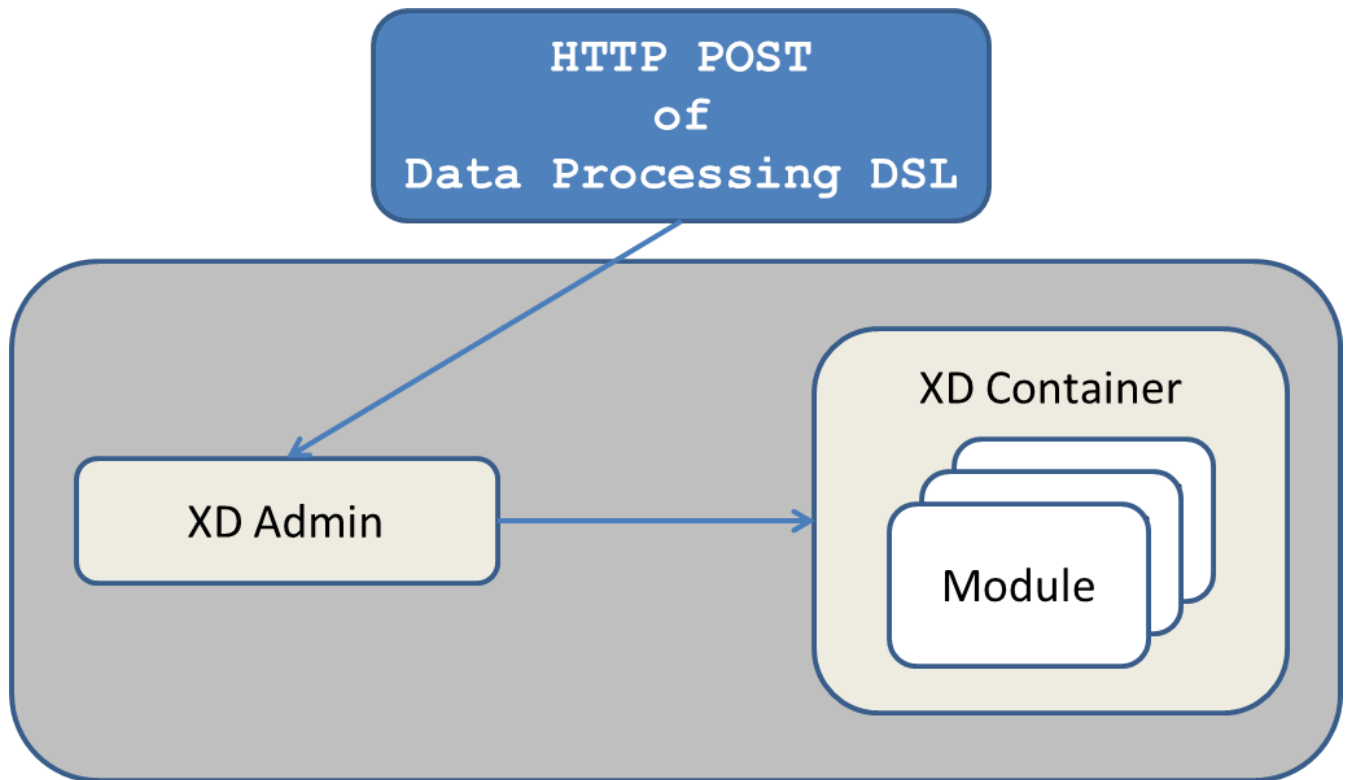 HTTP POST
of
Data Processing DSL
XD Container
XD Admin
Module